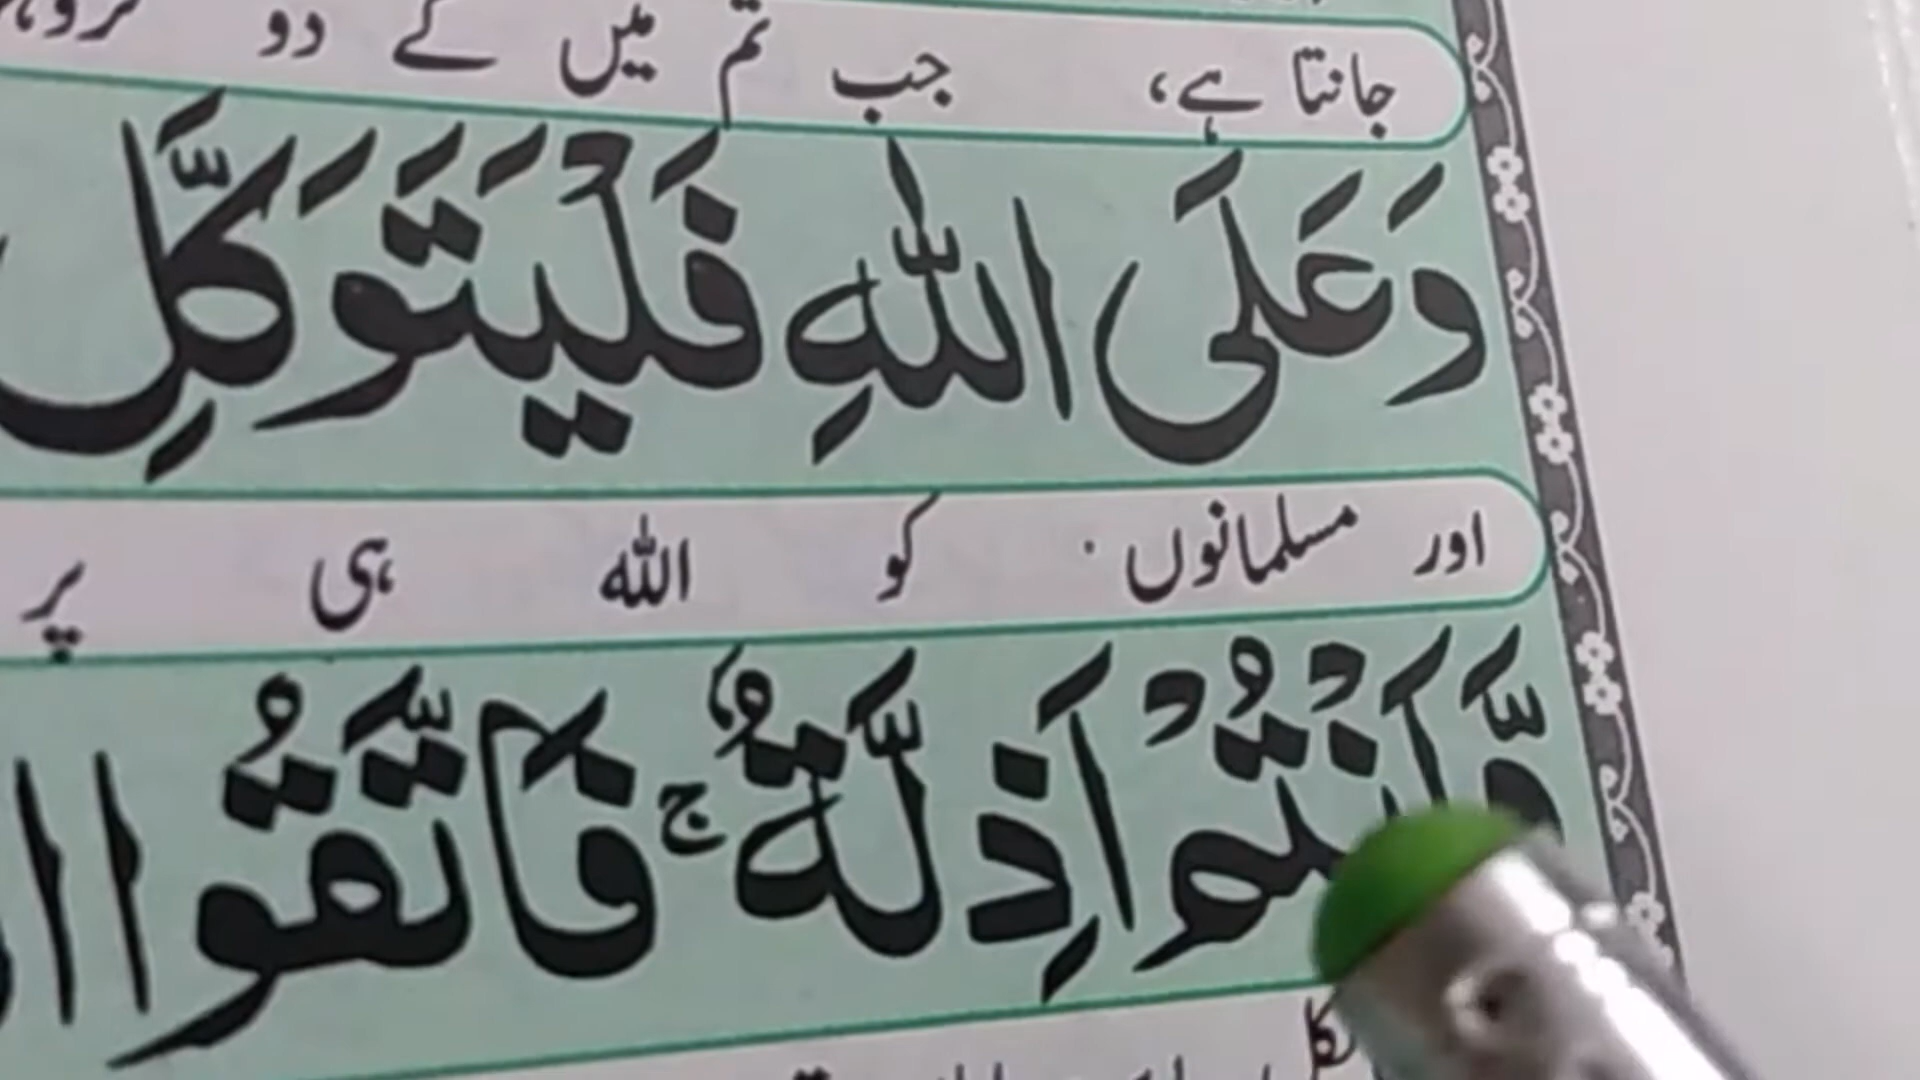 جانتا ہے، جب تم میں کے دو
وَعَلَى اللّٰهِ فَلْيَتَوَكَّلِ
اور مسلمانوں کو اللہ ہی پر
وَّاَنْتُمْ اَذِلَّةٌ ۚ فَاتَّقُوا